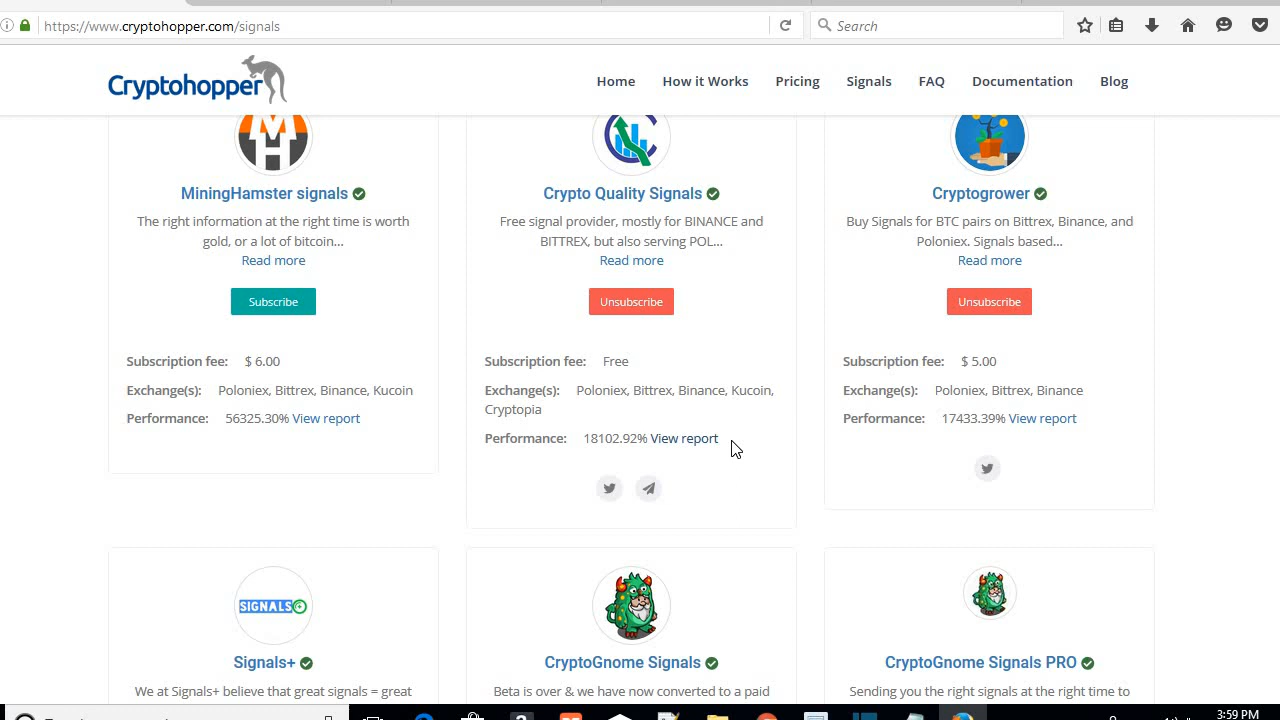 https://www.cryptohopper.com/signals
Search
Cryptohopper
Home
How it Works
Pricing
Signals
FAQ
Documentation
Blog
MiningHamster signals
The right information at the right time is worth
gold, or a lot of bitcoin...
Read more
Subscribe
Subscription fee: $ 6.00
Exchange(s): Poloniex, Bittrex, Binance, Kucoin
Performance: 56325.30% View report
Crypto Quality Signals
Free signal provider, mostly for BINANCE and
BITTREX, but also serving POL...
Read more
Unsubscribe
Subscription fee: Free
Exchange(s): Poloniex, Bittrex, Binance, Kucoin,
Cryptopia
Performance: 18102.92% View report
Cryptogrower
Buy Signals for BTC pairs on Bittrex, Binance, and
Poloniex. Signals based...
Read more
Unsubscribe
Subscription fee: $ 5.00
Exchange(s): Poloniex, Bittrex, Binance
Performance: 17433.39% View report
SIGNALS
Signals+
We at Signals+ believe that great signals = great
CryptoGnome Signals
Beta is over & we have now converted to a paid
CryptoGnome Signals PRO
Sending you the right signals at the right time to
3:59 PM